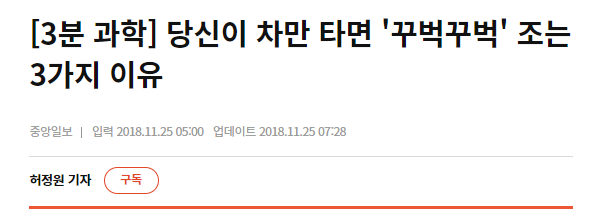 [3분 과학] 당신이 차만 타면 '꾸벅꾸벅' 조는
3가지 이유
중앙일보 | 입력 2018.11.25 05:00 업데이트 2018.11.25 07:28
허정원 기자 구독